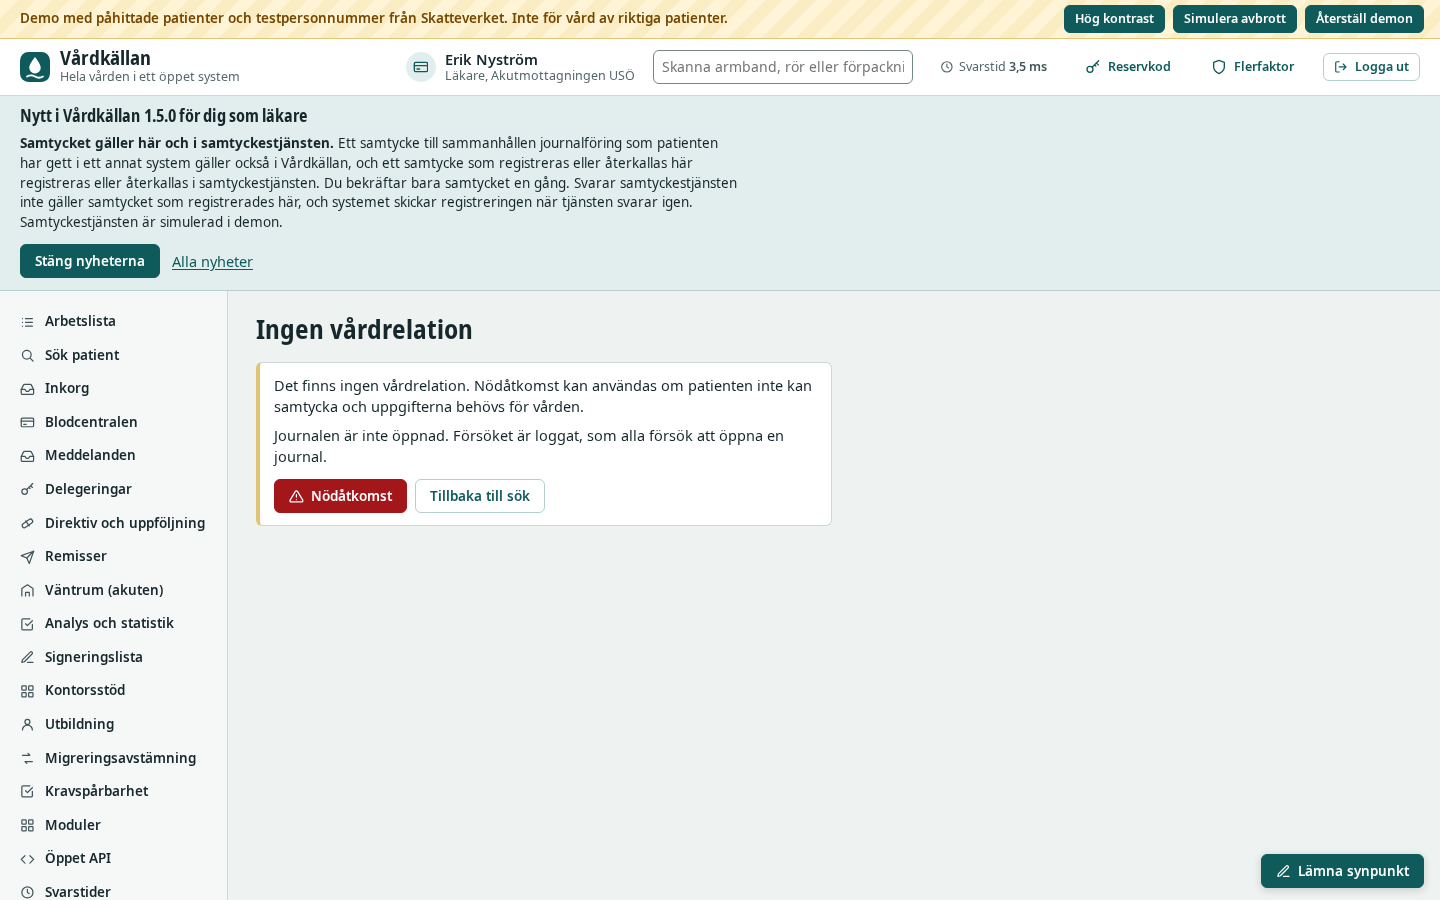 Demo med påhittade patienter och testpersonnummer från Skatteverket. Inte för vård av riktiga patienter.
Hög kontrast
Simulera avbrott
Återställ demon
Vårdkällan
Hela vården i ett öppet system
Erik Nyström
Läkare, Akutmottagningen USÖ
Skanna armband, rör eller förpackni
Svarstid 3,5 ms
Reservkod
Flerfaktor
Logga ut
Nytt i Vårdkällan 1.5.0 för dig som läkare
Samtycket gäller här och i samtyckestjänsten. Ett samtycke till sammanhållen journalföring som patienten
har gett i ett annat system gäller också i Vårdkällan, och ett samtycke som registreras eller återkallas här
registreras eller återkallas i samtyckestjänsten. Du bekräftar bara samtycket en gång. Svarar samtyckestjänsten
inte gäller samtycket som registrerades här, och systemet skickar registreringen när tjänsten svarar igen.
Samtyckestjänsten är simulerad i demon.
Stäng nyheterna
Alla nyheter
Arbetslista
Sök patient
Inkorg
Blodcentralen
Meddelanden
Delegeringar
Direktiv och uppföljning
Remisser
Väntrum (akuten)
Analys och statistik
Signeringslista
Kontorsstöd
Utbildning
Migreringsavstämning
Kravspårbarhet
Moduler
Öppet API
Svarstider
Ingen vårdrelation
Det finns ingen vårdrelation. Nödåtkomst kan användas om patienten inte kan
samtycka och uppgifterna behövs för vården.
Journalen är inte öppnad. Försöket är loggat, som alla försök att öppna en
journal.
Nödåtkomst
Tillbaka till sök
Lämna synpunkt